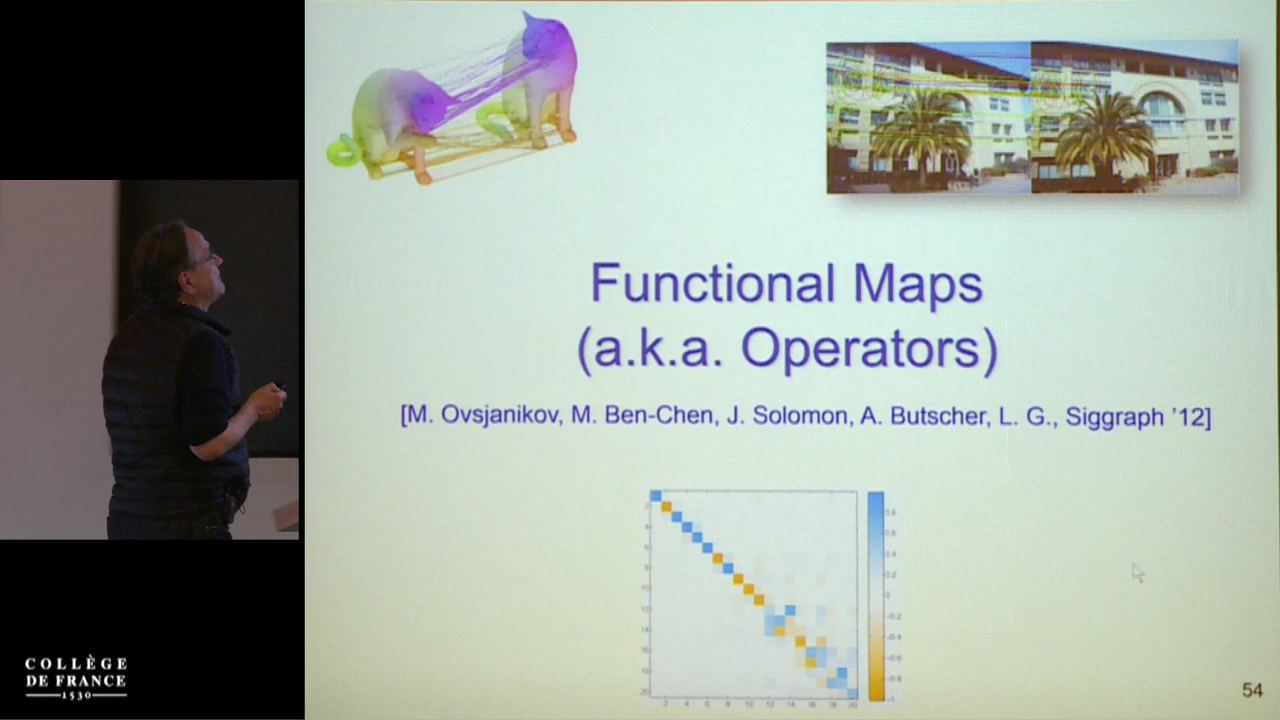 Functional Maps
(a.k.a. Operators)
[M. Ovsjanikov, M. Ben-Chen, J. Solomon, A. Butscher, L. G., Siggraph ’12]
54
COLLÈGE
DE FRANCE
1530